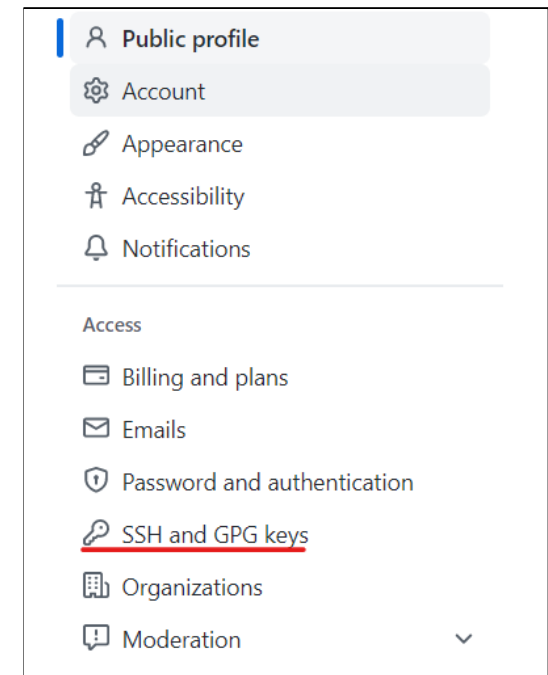 Public profile
Account
Appearance
Accessibility
Notifications
Access
Billing and plans
Emails
Password and authentication
SSH and GPG keys
Organizations
Moderation